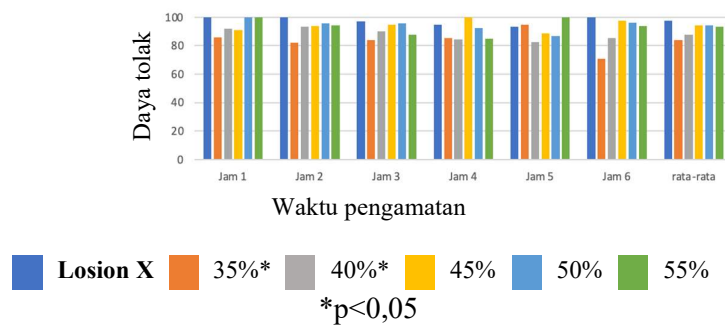 Daya tolak
100
80
60
40
20
0
Jam 1 Jam 2 Jam 3 Jam 4 Jam 5 Jam 6 rata-rata
Waktu pengamatan
Losion X 35%* 40%* 45% 50% 55%
*p<0,05